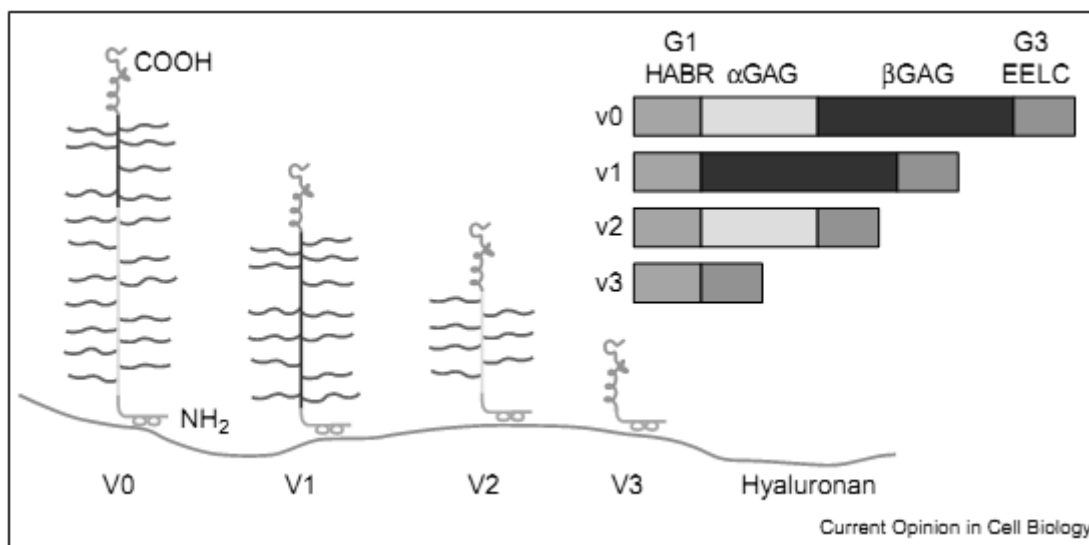 G1 G3
COOH HABR αGAG βGAG EELC
v0
v1
v2
v3
NH2
V0 V1 V2 V3 Hyaluronan
Current Opinion in Cell Biology